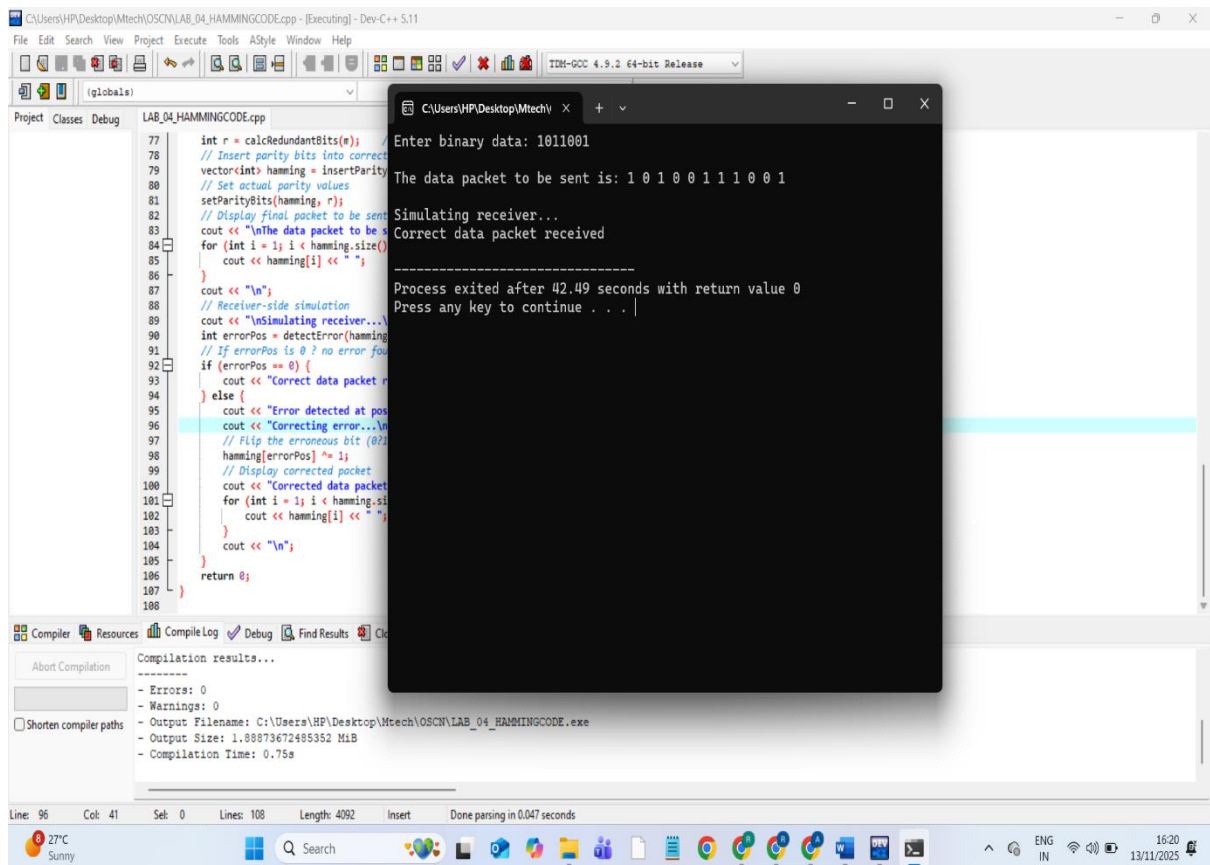 C:\Users\HP\Desktop\Mtech\OSCN\LAB_04_HAMMINGCODE.cpp - [Executing] - Dev-C++ 5.11
File Edit Search View Project Execute Tools AStyle Window Help
TDM-GCC 4.9.2 64-bit Release
(globals)
Project Classes Debug LAB_04_HAMMINGCODE.cpp
77 int r = calcRedundantBits(m); /
78 // Insert parity bits into correct
79 vector<int> hamming = insertParity
80 // Set actual parity values
81 setParityBits(hamming, r);
82 // Display final packet to be sent
83 cout << "\nThe data packet to be s
84 for (int i = 1; i < hamming.size()
85 cout << hamming[i] << " ";
86 }
87 cout << "\n";
88 // Receiver-side simulation
89 cout << "\nSimulating receiver...\
90 int errorPos = detectError(hamming
91 // If errorPos is 0 ? no error fou
92 if (errorPos == 0) {
93 cout << "Correct data packet r
94 } else {
95 cout << "Error detected at pos
96 cout << "Correcting error...\n
97 // Flip the erroneous bit (0?1
98 hamming[errorPos] ^= 1;
99 // Display corrected packet
100 cout << "Corrected data packet
101 for (int i = 1; i < hamming.si
102 cout << hamming[i] << " ";
103 }
104 cout << "\n";
105 }
106 return 0;
107 }
108
C:\Users\HP\Desktop\Mtech\
Enter binary data: 1011001
The data packet to be sent is: 1 0 1 0 0 1 1 1 0 0 1
Simulating receiver...
Correct data packet received
--------------------------------
Process exited after 42.49 seconds with return value 0
Press any key to continue . . .
Compiler Resources Compile Log Debug Find Results Clo
Abort Compilation
Shorten compiler paths
Compilation results...
--------
- Errors: 0
- Warnings: 0
- Output Filename: C:\Users\HP\Desktop\Mtech\OSCN\LAB_04_HAMMINGCODE.exe
- Output Size: 1.88873672485352 MiB
- Compilation Time: 0.75s
Line: 96 Col: 41 Sel: 0 Lines: 108 Length: 4092 Insert Done parsing in 0.047 seconds
8
27°C
Sunny
Search
ENG
IN
16:20
13/11/2025